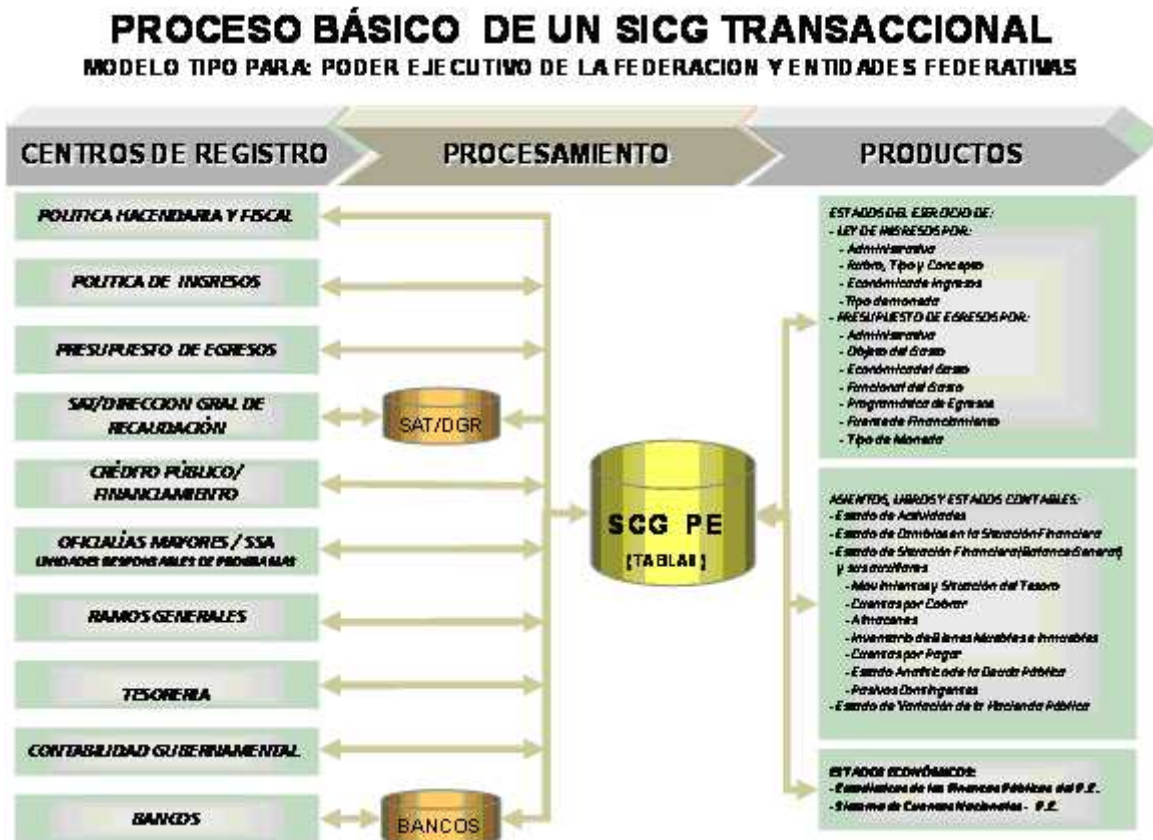 PROCESO BÁSICO DE UN SICG TRANSACCIONAL
MODELO TIPO PARA: PODER EJECUTIVO DE LA FEDERACION Y ENTIDADES FEDERATIVAS
CENTROS DE REGISTRO
PROCESAMIENTO
PRODUCTOS
POLITICA HACENDARIA Y FISCAL
POLITICA DE INGRESOS
PRESUPUESTO DE EGRESOS
SAT/DIRECCION GRAL DE
RECAUDACIÓN
CRÉDITO PÚBLICO/
FINANCIAMIENTO
OFICIALÍAS MAYORES / SSA
UNIDADES RESPONSABLES DE PROGRAMAS
RAMOS GENERALES
TESORERIA
CONTABILIDAD GUBERNAMENTAL
BANCOS
SAT/DGR
BANCOS
SCG PE
ESTADOS DEL EJERCICIO DE:
- LEY DE INGRESOS POR:
- Administrativa
- Rubro, Tipo y Concepto
- Económica de Ingresos
- Tipo de moneda
- PRESUPUESTO DE EGRESOS POR:
- Administrativa
- Objeto del Gasto
- Económica del Gasto
- Funcional del Gasto
- Programática de Egresos
- Fuente de Financiamiento
- Tipo de Moneda
ASIENTOS, LIBROS Y ESTADOS CONTABLES:
- Estado de Actividades
- Estado de Cambios en la Situación Financiera
- Estado de Situación Financiera (Balance General)
y sus auxiliares
- Movimientos y Situación del Tesoro
- Cuentas por Cobrar
- Almacenes
- Inventario de Bienes Muebles e Inmuebles
- Cuentas por Pagar
- Estado Analítico de la Deuda Pública
- Pasivos Contingentes
- Estado de Variación de la Hacienda Pública
ESTADOS ECONÓMICOS:
- Estadísticas de las Finanzas Públicas del P.E.
- Sistema de Cuentas Nacionales - P.E.